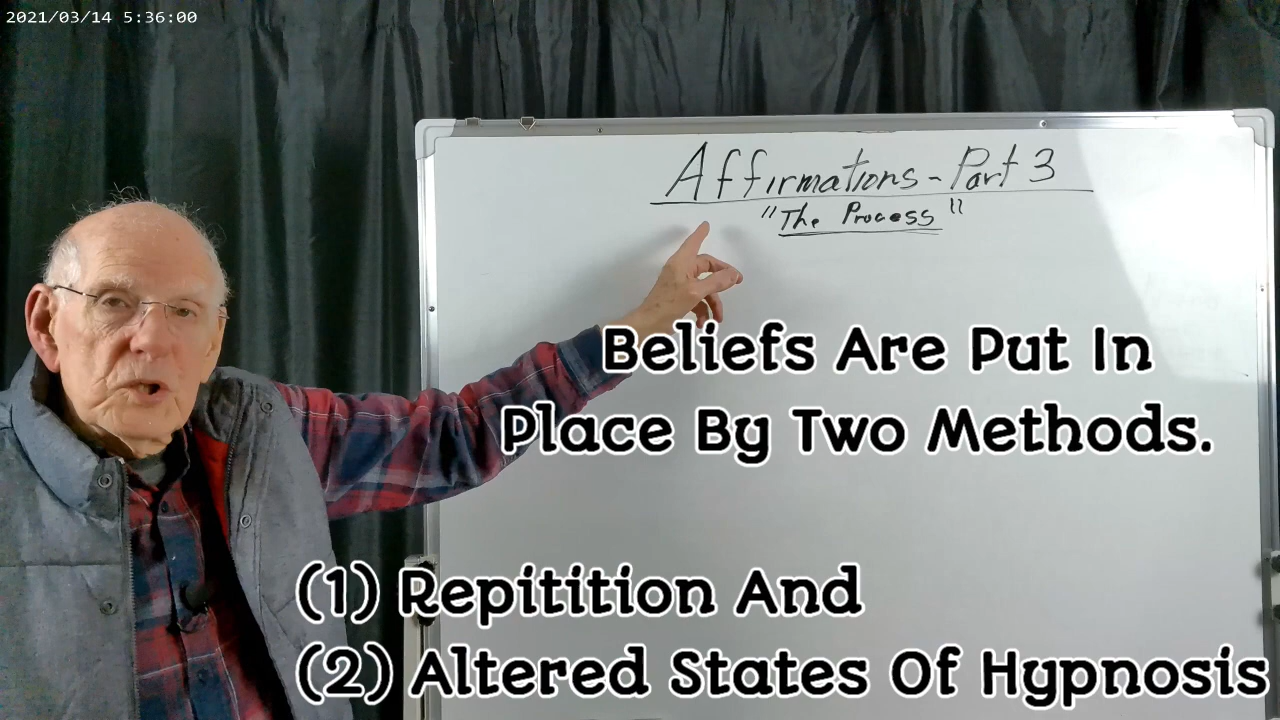 2021/03/14 5:36:00
Affirmations - Part 3
"The Process"
Beliefs Are Put In
Place By Two Methods.
(1) Repitition And
(2) Altered States Of Hypnosis